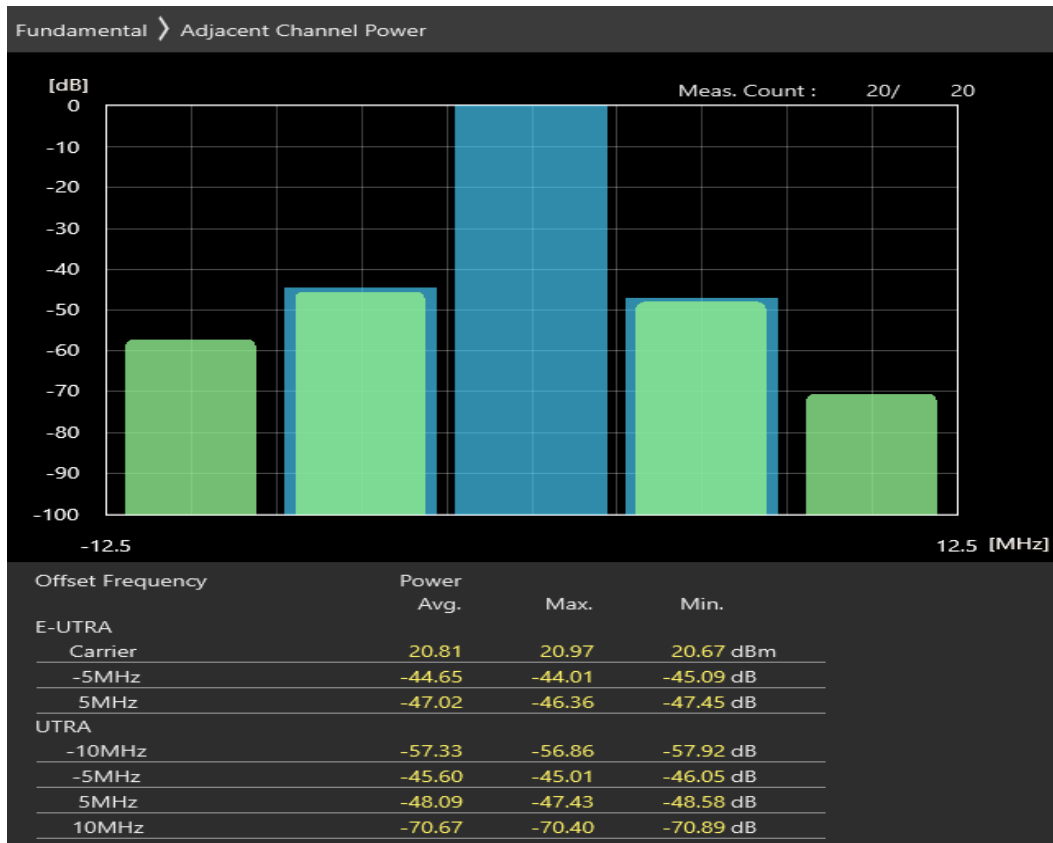 Fundamental 〉 Adjacent Channel Power
[dB]
Meas. Count : 20/ 20
0
-10
-20
-30
-40
-50
-60
-70
-80
-90
-100
-12.5 12.5 [MHz]
Offset Frequency Power
Avg. Max. Min.
E-UTRA
Carrier 20.81 20.97 20.67 dBm
-5MHz -44.65 -44.01 -45.09 dB
5MHz -47.02 -46.36 -47.45 dB
UTRA
-10MHz -57.33 -56.86 -57.92 dB
-5MHz -45.60 -45.01 -46.05 dB
5MHz -48.09 -47.43 -48.58 dB
10MHz -70.67 -70.40 -70.89 dB